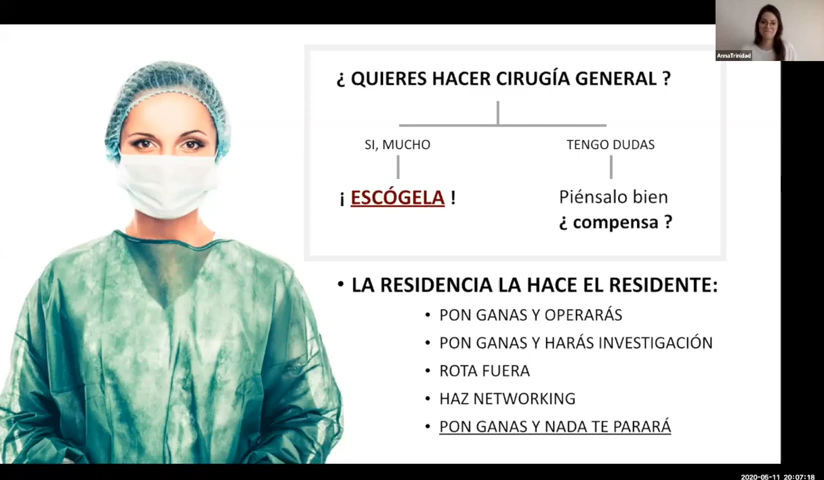 AnnaTrinidad
¿ QUIERES HACER CIRUGÍA GENERAL ?
SI, MUCHO
TENGO DUDAS
¡ ESCÓGELA !
Piénsalo bien
¿ compensa ?
• LA RESIDENCIA LA HACE EL RESIDENTE:
• PON GANAS Y OPERARÁS
• PON GANAS Y HARÁS INVESTIGACIÓN
• ROTA FUERA
• HAZ NETWORKING
• PON GANAS Y NADA TE PARARÁ
2020-05-11 20:07:18